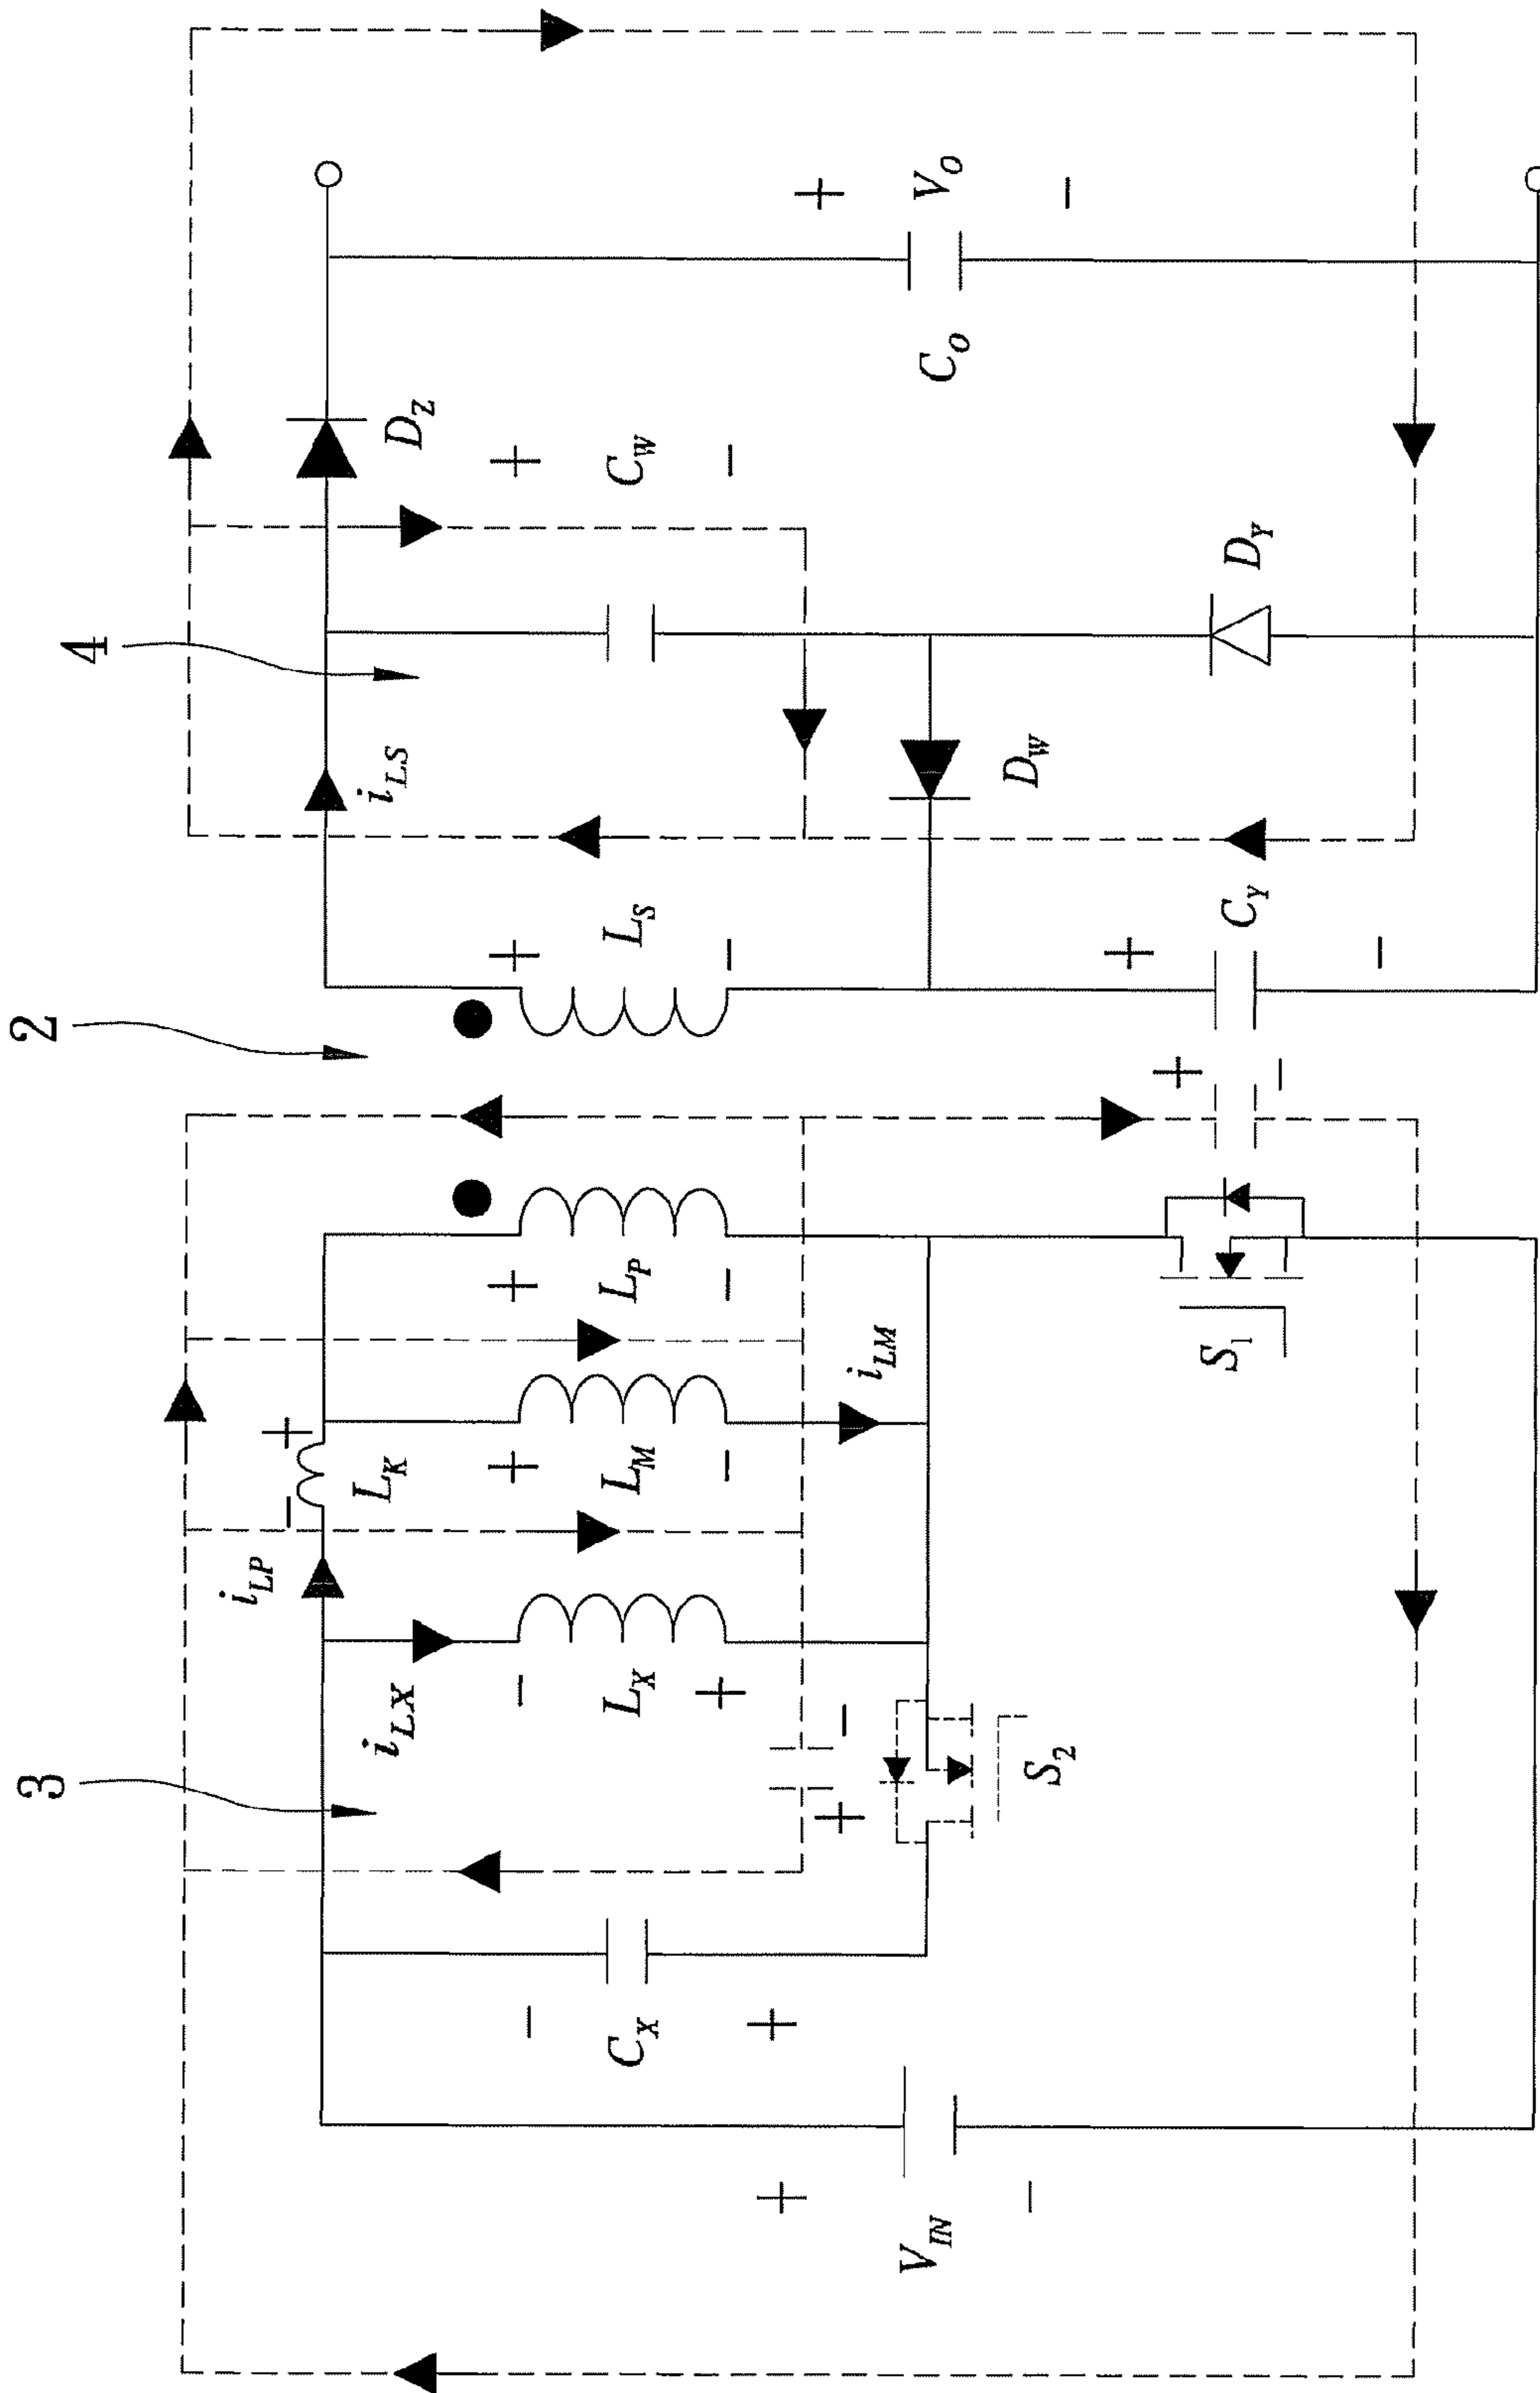 2
3
4
i_LP
L_K
i_LX
i_LS
D_Z
C_X
L_X
L_M
L_P
L_S
C_W
i_LM
V_IN
S_2
S_1
D_W
C_Y
D_Y
C_O
V_O
+
−